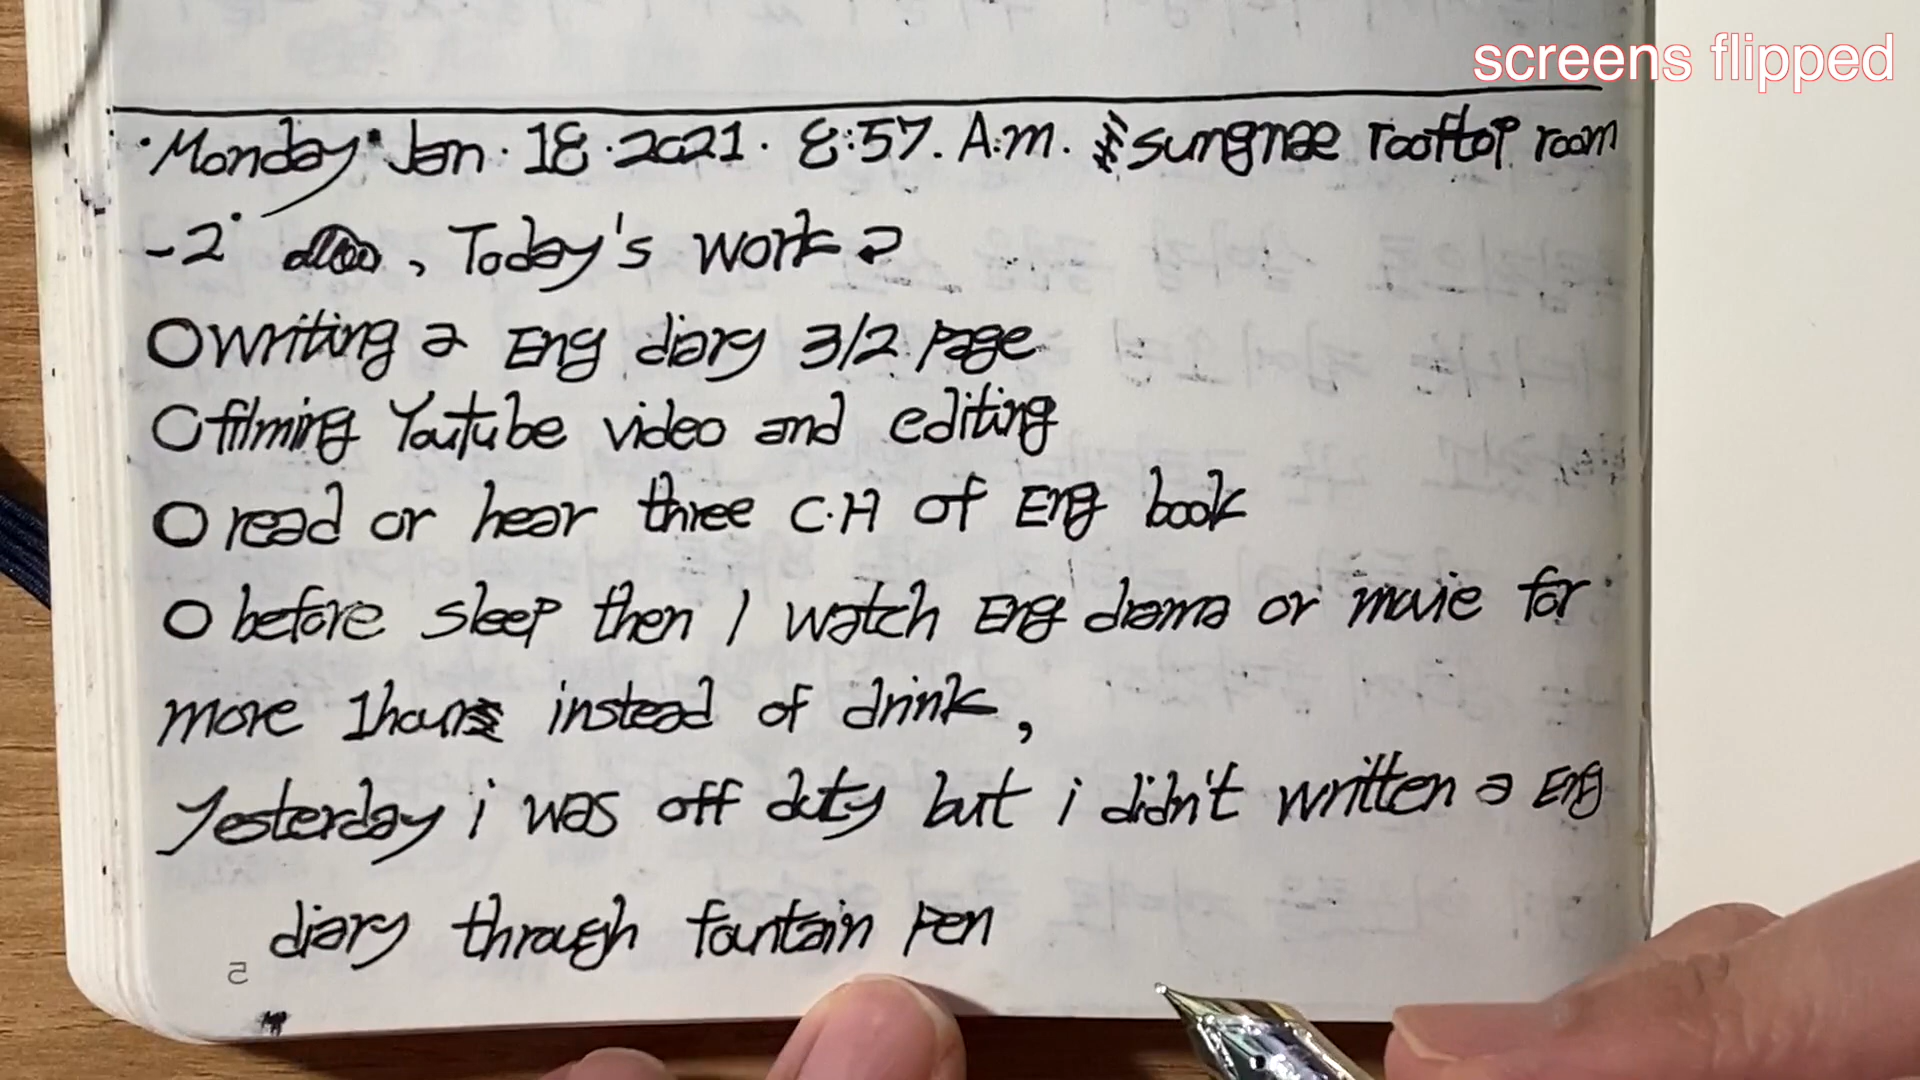 screens flipped
·Monday·Jan·18·2021· 8:57. A.m. sungnae rooftop room
-2° , Today's work?
O writing a Eng diary 3/2 page
O filming Youtube video and editing
O read or hear three C.H of Eng book
O before sleep then I watch Eng drama or movie for
more 1hour instead of drink,
Yesterday i was off duty but i didn't written a Eng
diary through fountain pen
5